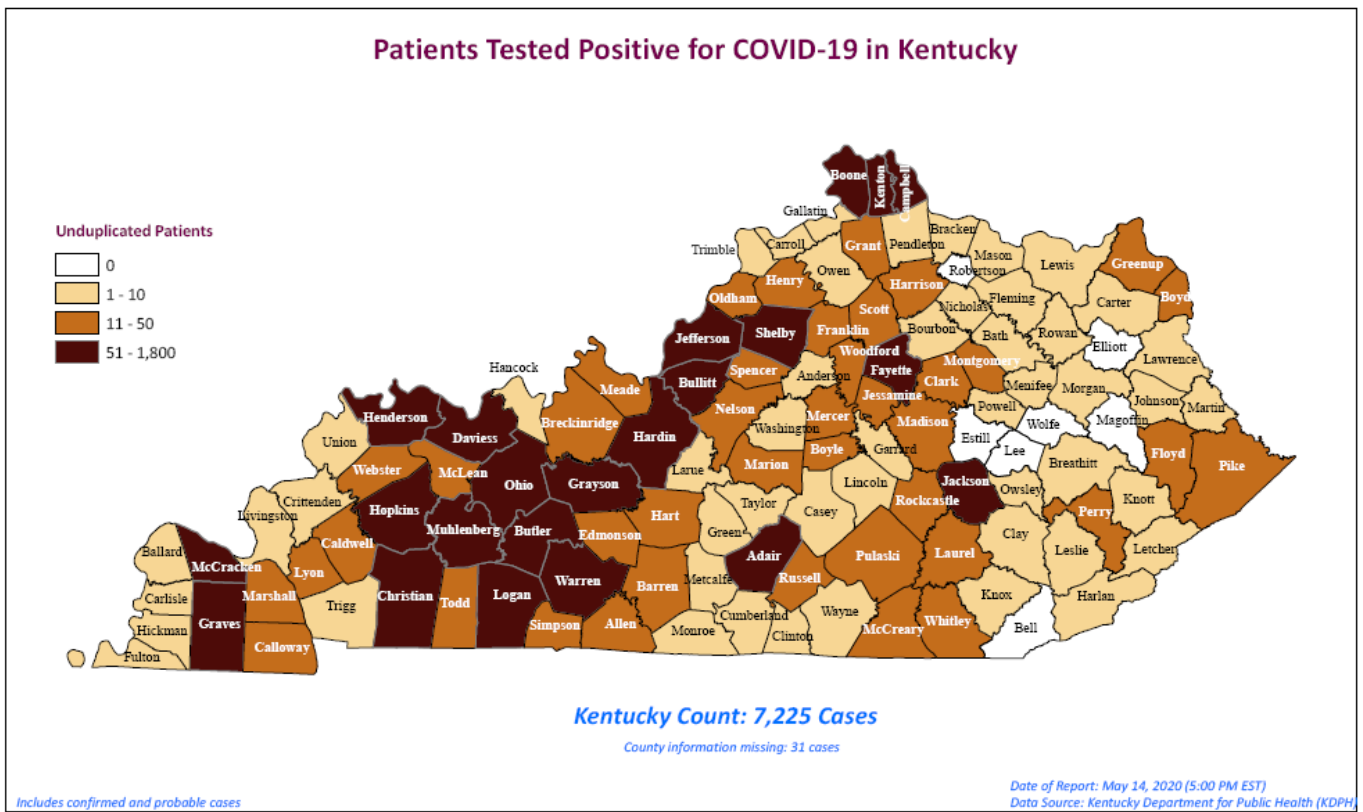 Patients Tested Positive for COVID-19 in Kentucky
Unduplicated Patients
0
1 - 10
11 - 50
51 - 1,800
Boone
Kenton
Campbell
Gallatin
Trimble
Carroll
Grant
Pendleton
Bracken
Mason
Robertson
Lewis
Greenup
Boyd
Owen
Henry
Oldham
Harrison
Nicholas
Fleming
Carter
Rowan
Elliott
Lawrence
Jefferson
Shelby
Franklin
Scott
Bourbon
Bath
Woodford
Fayette
Montgomery
Menifee
Morgan
Johnson
Martin
Spencer
Anderson
Clark
Powell
Bullitt
Jessamine
Magoffin
Hancock
Meade
Breckinridge
Nelson
Washington
Mercer
Madison
Estill
Wolfe
Lee
Henderson
Daviess
Hardin
Boyle
Garrard
Breathitt
Floyd
Pike
Union
Webster
McLean
Ohio
Grayson
Larue
Marion
Lincoln
Jackson
Owsley
Knott
Crittenden
Livingston
Hopkins
Muhlenberg
Butler
Edmonson
Hart
Taylor
Green
Casey
Rockcastle
Perry
Clay
Leslie
Letcher
Ballard
McCracken
Caldwell
Lyon
Warren
Adair
Pulaski
Laurel
Russell
Carlisle
Graves
Marshall
Trigg
Christian
Todd
Logan
Barren
Metcalfe
Knox
Harlan
Hickman
Fulton
Calloway
Simpson
Allen
Monroe
Cumberland
Clinton
Wayne
McCreary
Whitley
Bell
Kentucky Count: 7,225 Cases
County information missing: 31 cases
Includes confirmed and probable cases
Date of Report: May 14, 2020 (5:00 PM EST)
Data Source: Kentucky Department for Public Health (KDPH)